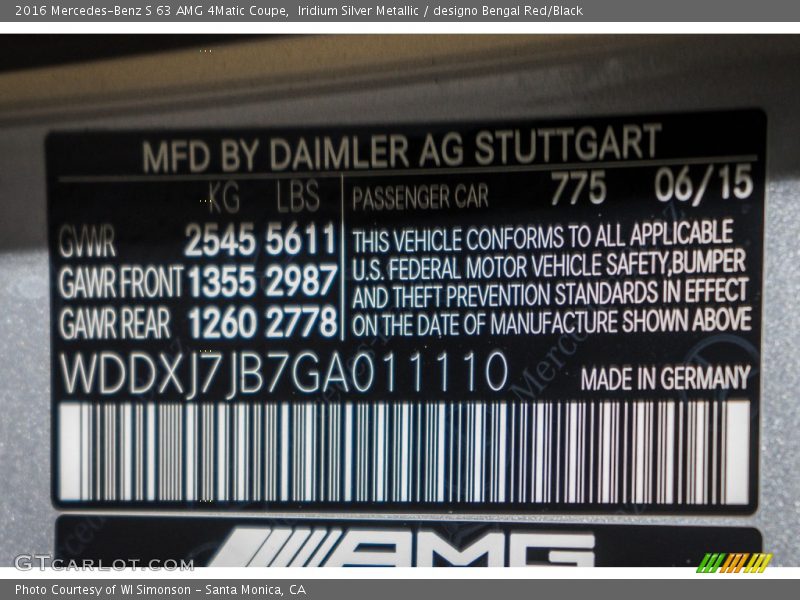 2016 Mercedes-Benz S 63 AMG 4Matic Coupe, Iridium Silver Metallic / designo Bengal Red/Black
MFD BY DAIMLER AG STUTTGART
KG LBS
PASSENGER CAR 775 06/15
GVWR 2545 5611
GAWR FRONT 1355 2987
GAWR REAR 1260 2778
THIS VEHICLE CONFORMS TO ALL APPLICABLE
U.S. FEDERAL MOTOR VEHICLE SAFETY,BUMPER
AND THEFT PREVENTION STANDARDS IN EFFECT
ON THE DATE OF MANUFACTURE SHOWN ABOVE
WDDXJ7JB7GA011110
MADE IN GERMANY
AMG
GTCARLOT.COM
Photo Courtesy of WI Simonson - Santa Monica, CA